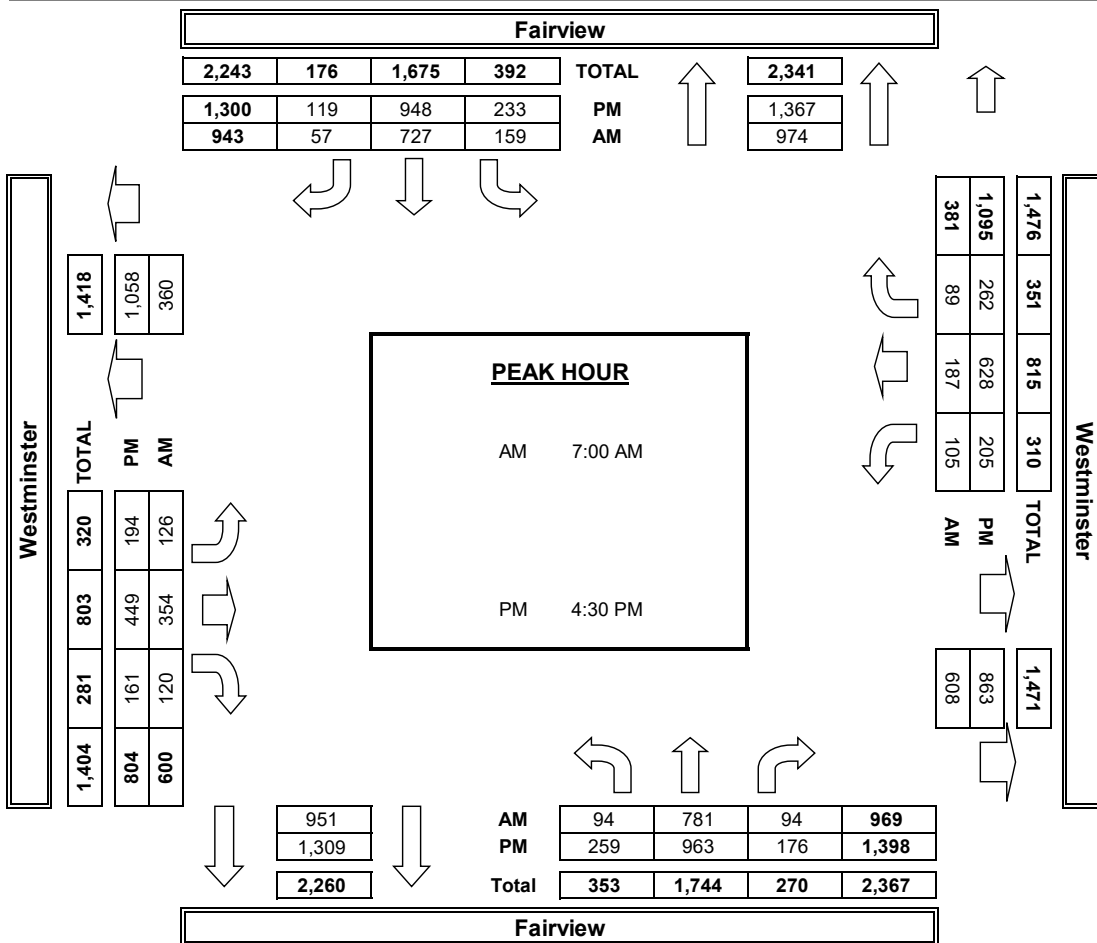 Fairview
2,243 176 1,675 392 TOTAL 2,341
1,300 119 948 233 PM 1,367
943 57 727 159 AM 974
Westminster
1,418
1,058
360
TOTAL 320 803 281 1,404
PM 194 449 161 804
AM 126 354 120 600
PEAK HOUR
AM 7:00 AM
PM 4:30 PM
1,476 351 815 310 TOTAL
1,095 262 628 205 PM
381 89 187 105 AM
1,471
863
608
Westminster
951 AM 94 781 94 969
1,309 PM 259 963 176 1,398
2,260 Total 353 1,744 270 2,367
Fairview